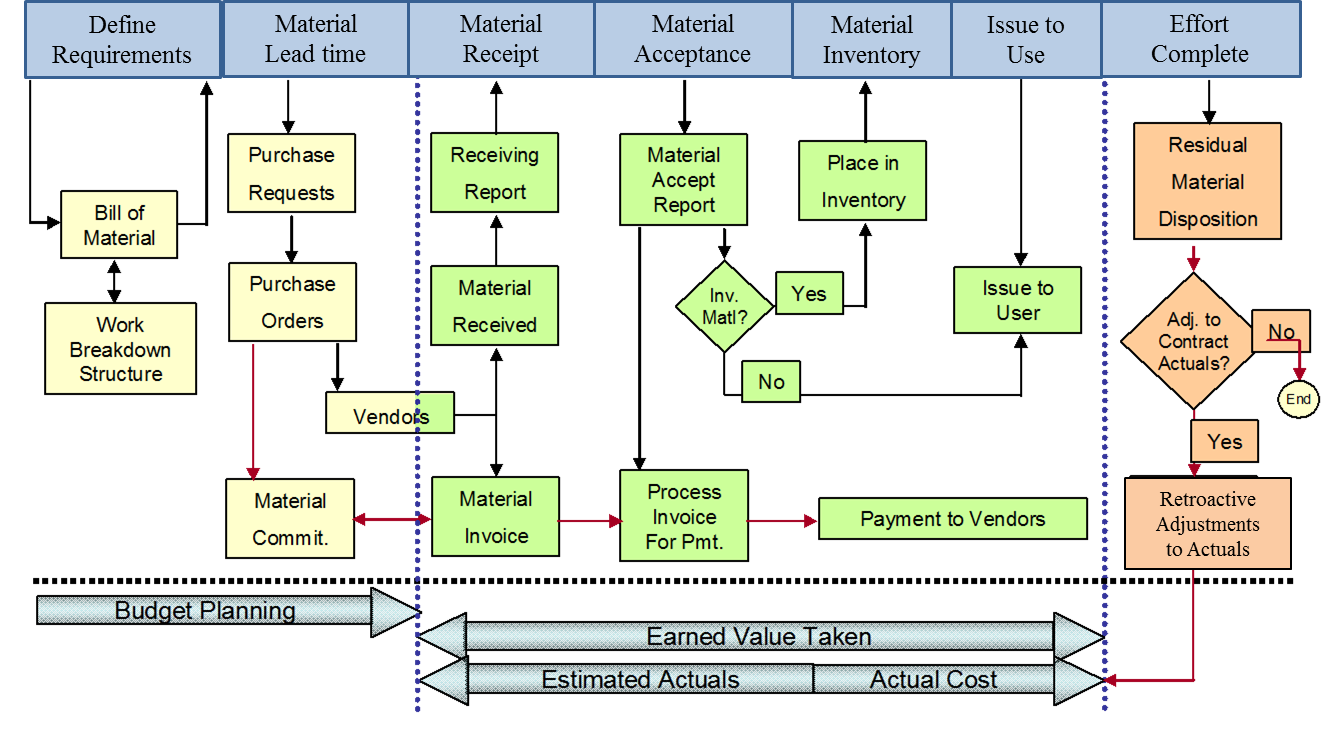 Define
Requirements
Material
Lead time
Material
Receipt
Material
Acceptance
Material
Inventory
Issue to
Use
Effort
Complete
Bill of
Material
Work
Breakdown
Structure
Purchase
Requests
Purchase
Orders
Vendors
Material
Commit.
Receiving
Report
Material
Received
Material
Invoice
Material
Accept
Report
Inv.
Matl?
Yes
No
Process
Invoice
For Pmt.
Place in
Inventory
Payment to Vendors
Issue to
User
Residual
Material
Disposition
Adj. to
Contract
Actuals?
No
End
Yes
Retroactive
Adjustments
to Actuals
Budget Planning
Earned Value Taken
Estimated Actuals
Actual Cost